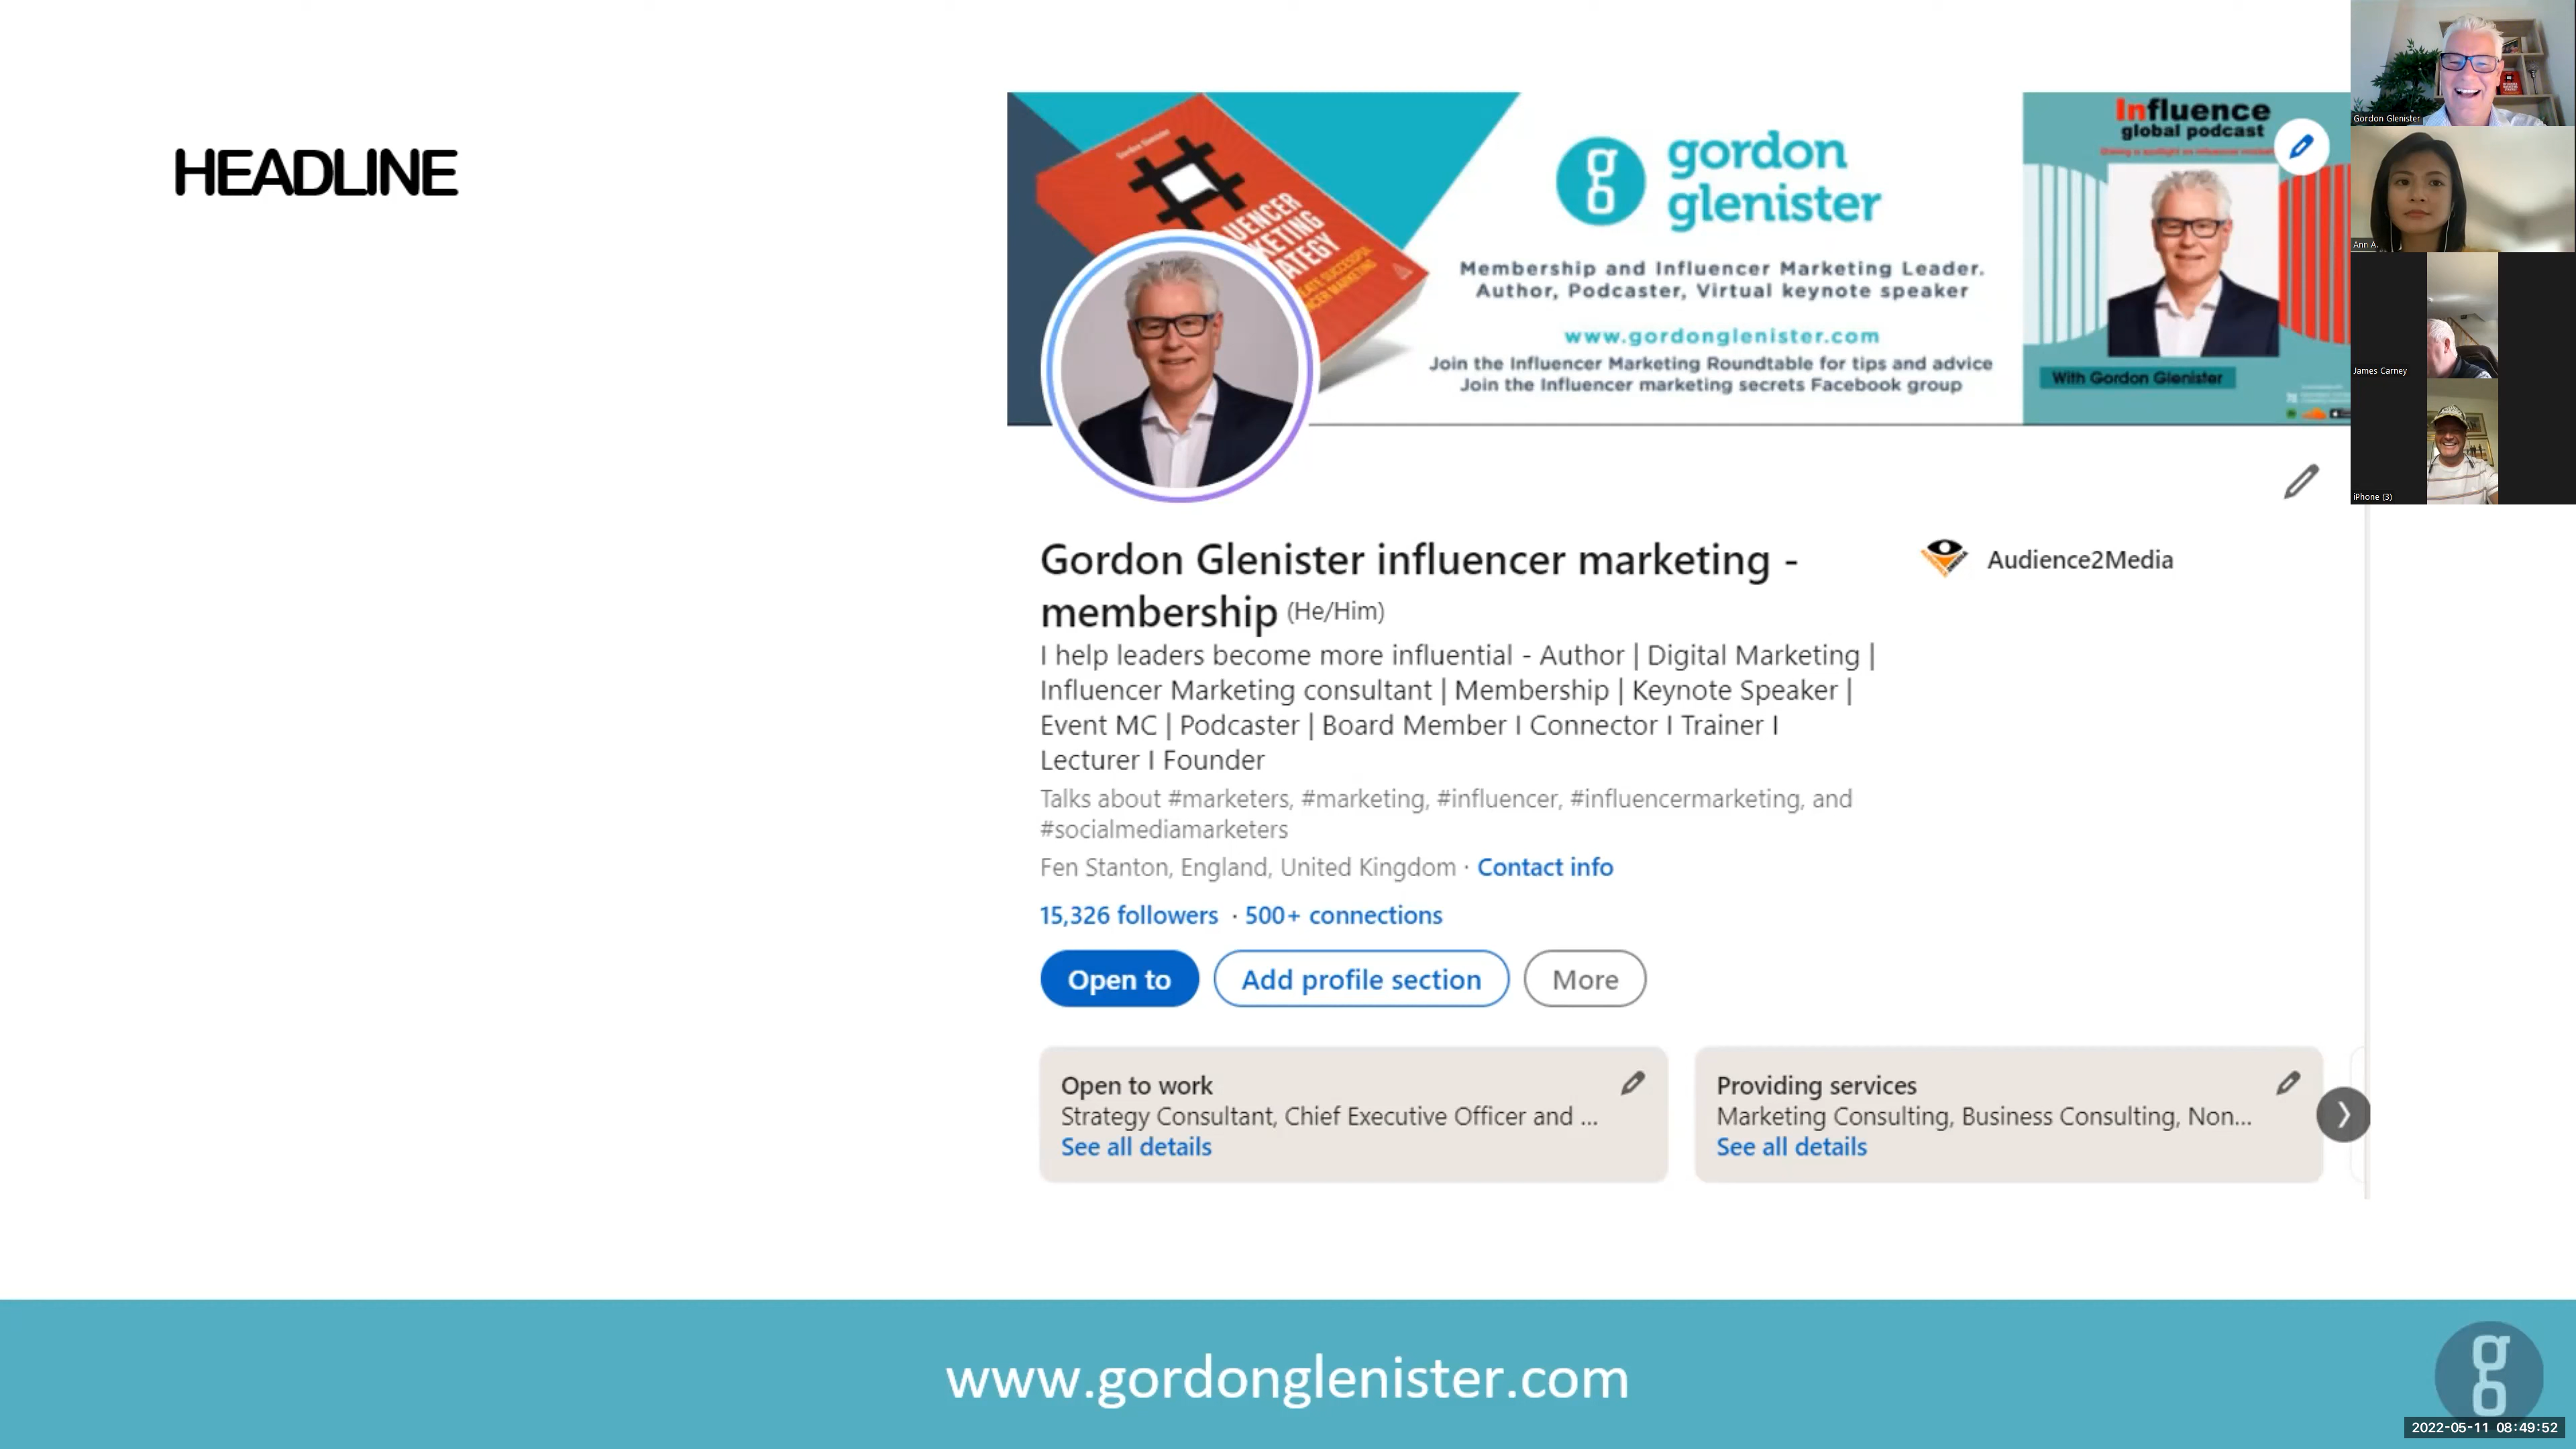 HEADLINE
Gordon Glenister
UENCER
KETING
ATEGY
gordon
glenister
Membership and Influencer Marketing Leader.
Author, Podcaster, Virtual keynote speaker
www.gordonglenister.com
Join the Influencer Marketing Roundtable for tips and advice
Join the Influencer marketing secrets Facebook group
Influence
global podcast
With Gordon Glenister
Gordon Glenister
Ann A.
James Carney
iPhone (3)
Gordon Glenister influencer marketing -
membership (He/Him)
Audience2Media
I help leaders become more influential - Author | Digital Marketing |
Influencer Marketing consultant | Membership | Keynote Speaker |
Event MC | Podcaster | Board Member I Connector I Trainer I
Lecturer I Founder
Talks about #marketers, #marketing, #influencer, #influencermarketing, and
#socialmediamarketers
Fen Stanton, England, United Kingdom · Contact info
15,326 followers · 500+ connections
Open to
Add profile section
More
Open to work
Strategy Consultant, Chief Executive Officer and ...
See all details
Providing services
Marketing Consulting, Business Consulting, Non...
See all details
www.gordonglenister.com
2022-05-11 08:49:52